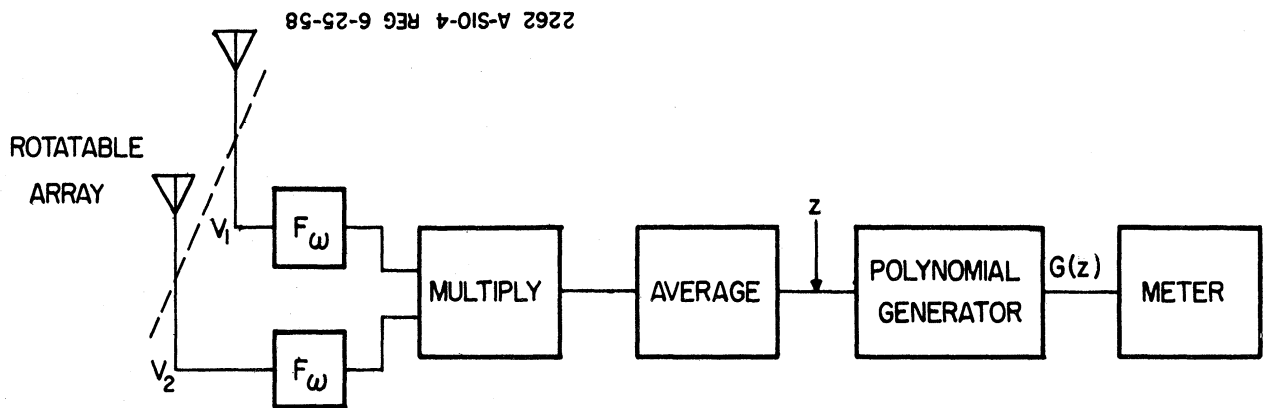 2262 A-SIO-4 REG 6-25-58
ROTATABLE
ARRAY
V1
Fω
V2
Fω
MULTIPLY
AVERAGE
Z
POLYNOMIAL
GENERATOR
G(z)
METER